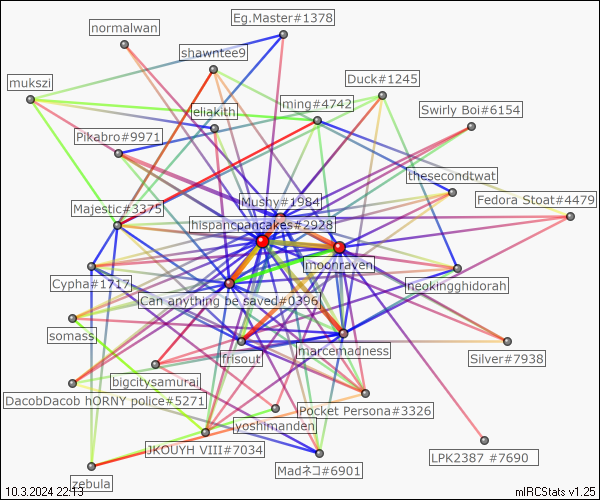 Eg.Master#1378
normalwan
shawntee9
Duck#1245
mukszi
ming#4742
eliakith
Swirly Boi#6154
Pikabro#9971
thesecondtwat
Mushy#1984
Fedora Stoat#4479
Majestic#3375
hispancpancakes#2928
moonraven
Cypha#1717
neokingghidorah
Can anything be saved#0396
somass
frisout
marcemadness
Silver#7938
bigcitysamurai
DacobDacob hORNY police#5271
Pocket Persona#3326
yoshimanden
JKOUYH VIII#7034
LPK2387 #7690
Madネコ#6901
zebula
10.3.2024 22:13
mIRCStats v1.25